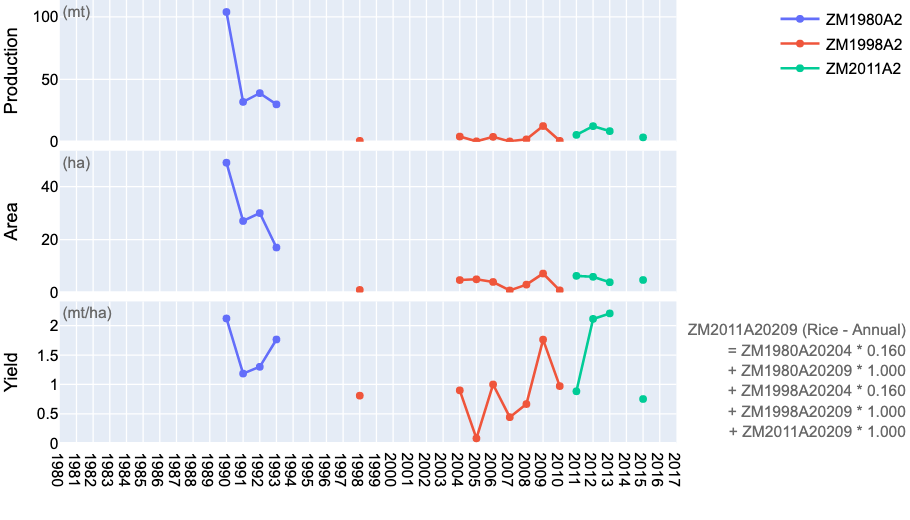 (mt)
100
50
0
Production
ZM1980A2
ZM1998A2
ZM2011A2
(ha)
40
20
0
Area
(mt/ha)
2
1.5
1
0.5
0
Yield
ZM2011A20209 (Rice - Annual)
= ZM1980A20204 * 0.160
+ ZM1980A20209 * 1.000
+ ZM1998A20204 * 0.160
+ ZM1998A20209 * 1.000
+ ZM2011A20209 * 1.000
1980 1981 1982 1983 1984 1985 1986 1987 1988 1989 1990 1991 1992 1993 1994 1995 1996 1997 1998 1999 2000 2001 2002 2003 2004 2005 2006 2007 2008 2009 2010 2011 2012 2013 2014 2015 2016 2017